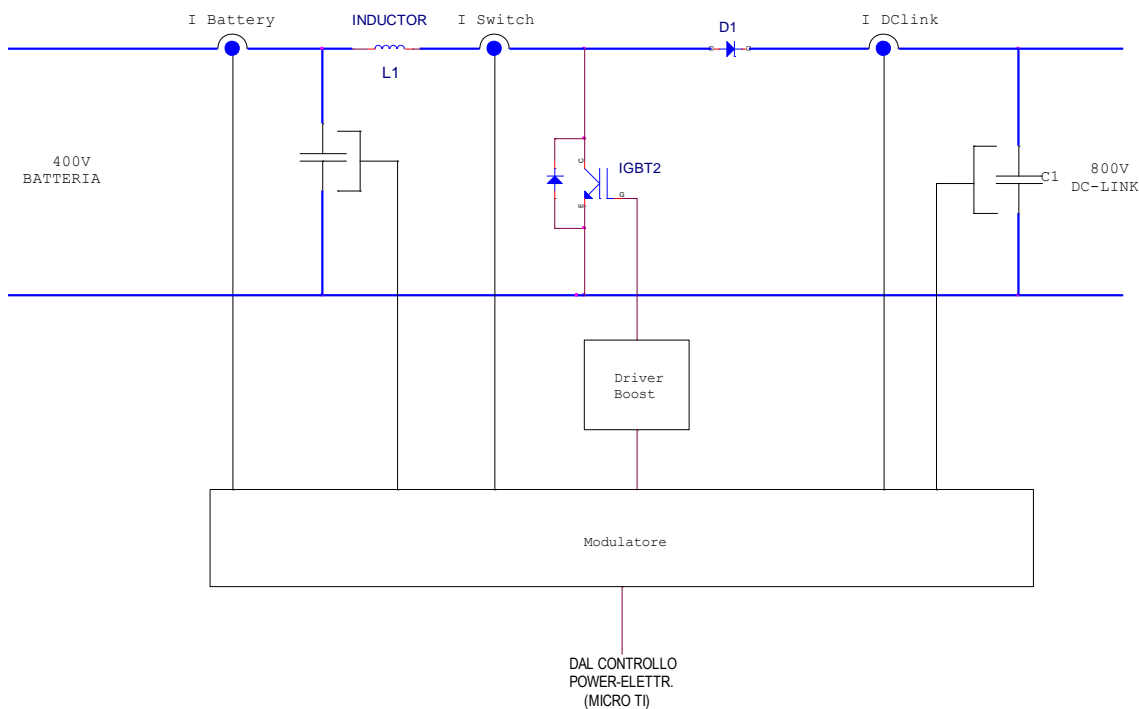 I Battery
INDUCTOR
I Switch
D1
I DClink
L1
400V
BATTERIA
C
IGBT2
G
E
C1
800V
DC-LINK
Driver
Boost
Modulatore
DAL CONTROLLO
POWER-ELETTR.
(MICRO TI)